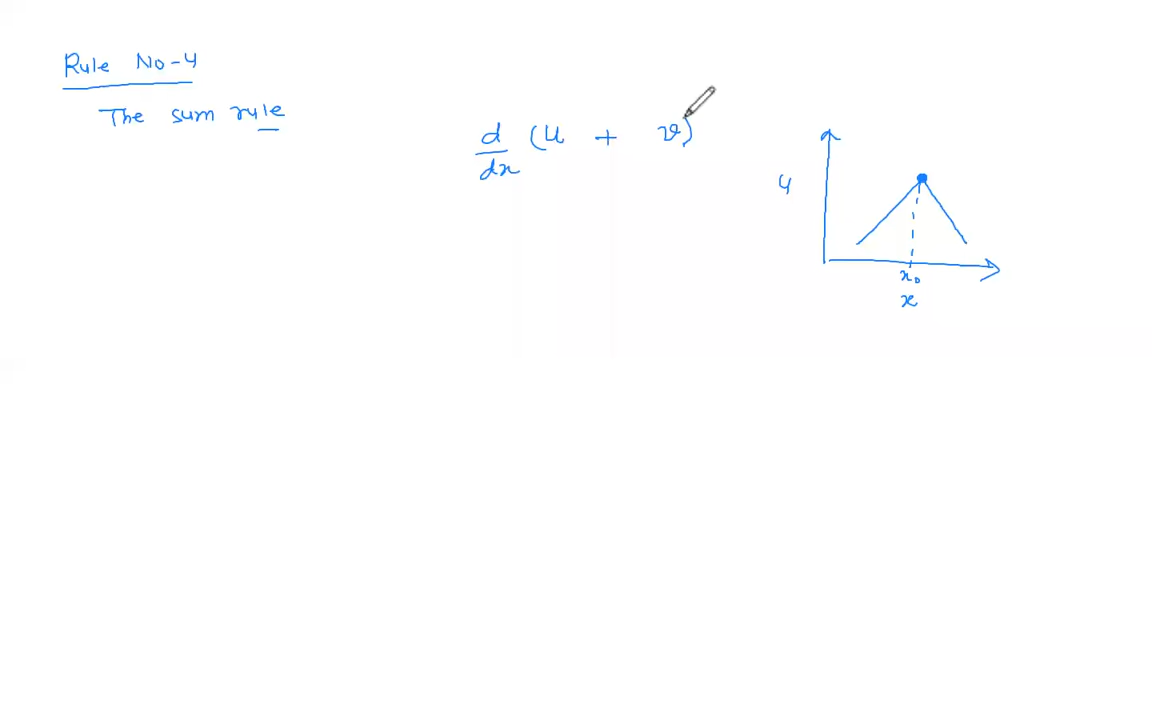 Rule No-4
The sum rule
d/dx (u + v)
y
x₀
x